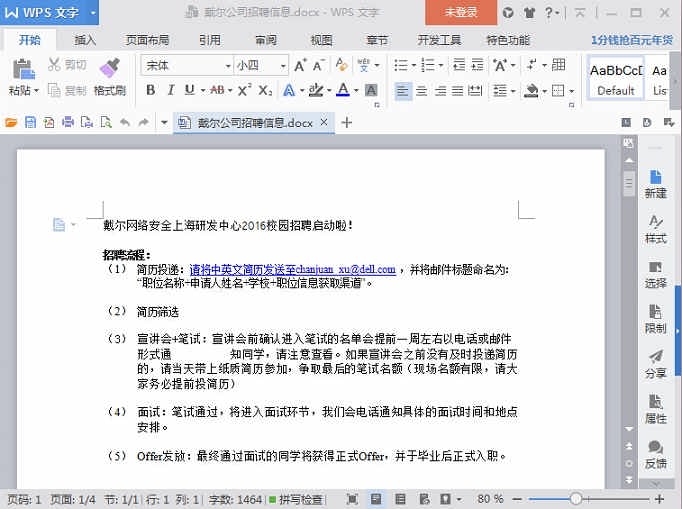 WPS 文字
戴尔公司招聘信息.docx - WPS 文字
未登录
开始 插入 页面布局 引用 审阅 视图 章节 开发工具 特色功能 1分钱抢百元年货
粘贴 剪切 复制 格式刷
宋体 小四
B I U AB X² X₂ A A A
AaBbCcD Aa
Default Lis
戴尔公司招聘信息.docx
戴尔网络安全上海研发中心2016校园招聘启动啦！
招聘流程：
（1） 简历投递：请将中英文简历发送至chanjuan_xu@dell.com ，并将邮件标题命名为：
“职位名称+申请人姓名+学校+职位信息获取渠道”。
（2） 简历筛选
（3） 宣讲会+笔试：宣讲会前确认进入笔试的名单会提前一周左右以电话或邮件
形式通 知同学，请注意查看。如果宣讲会之前没有及时投递简历
的，请当天带上纸质简历参加，争取最后的笔试名额（现场名额有限，请大
家务必提前投简历）
（4） 面试：笔试通过，将进入面试环节，我们会电话通知具体的面试时间和地点
安排。
（5） Offer发放：最终通过面试的同学将获得正式Offer，并于毕业后正式入职。
新建
样式
选择
限制
分享
属性
反馈
页码: 1 页面: 1/4 节: 1/1 行: 1 列: 1 字数: 1464 拼写检查 80 %